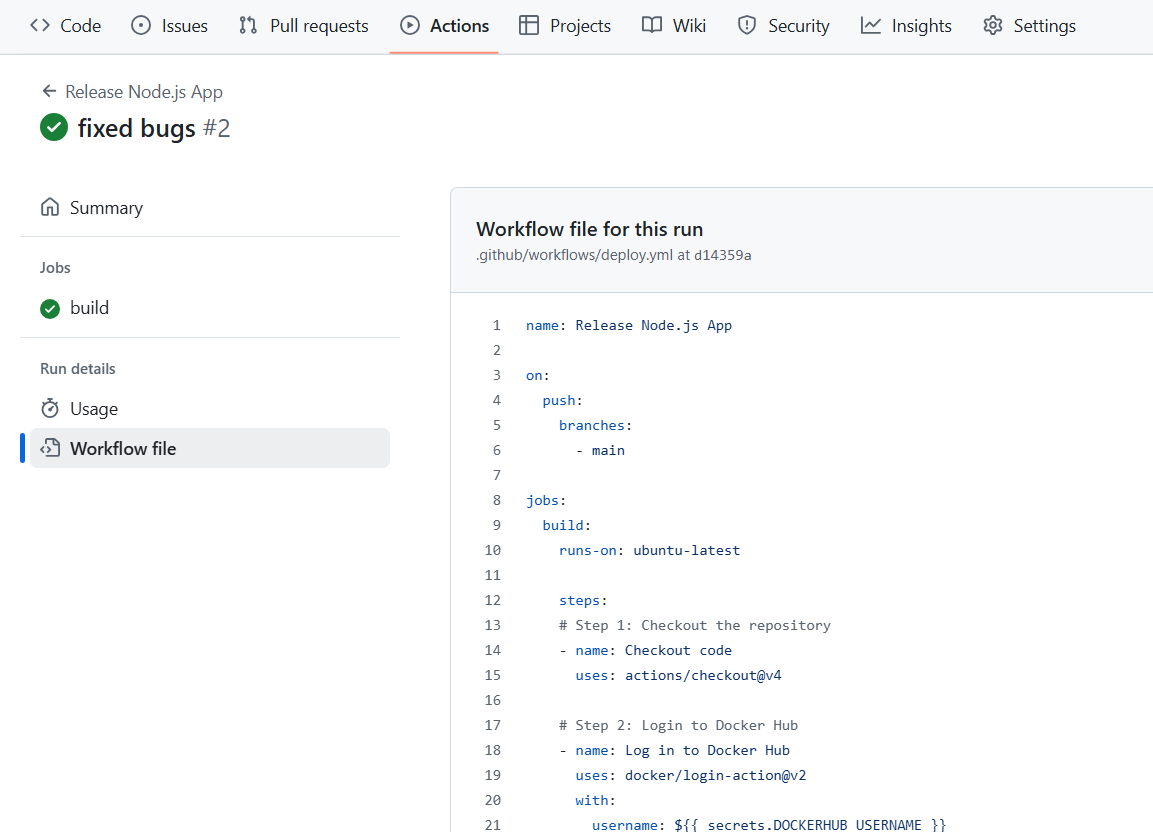 Code Issues Pull requests Actions Projects Wiki Security Insights Settings
Release Node.js App
fixed bugs #2
Summary
Jobs
build
Run details
Usage
Workflow file
Workflow file for this run
.github/workflows/deploy.yml at d14359a
1 name: Release Node.js App
2
3 on:
4 push:
5 branches:
6 - main
7
8 jobs:
9 build:
10 runs-on: ubuntu-latest
11
12 steps:
13 # Step 1: Checkout the repository
14 - name: Checkout code
15 uses: actions/checkout@v4
16
17 # Step 2: Login to Docker Hub
18 - name: Log in to Docker Hub
19 uses: docker/login-action@v2
20 with:
21 username: ${{ secrets.DOCKERHUB_USERNAME }}